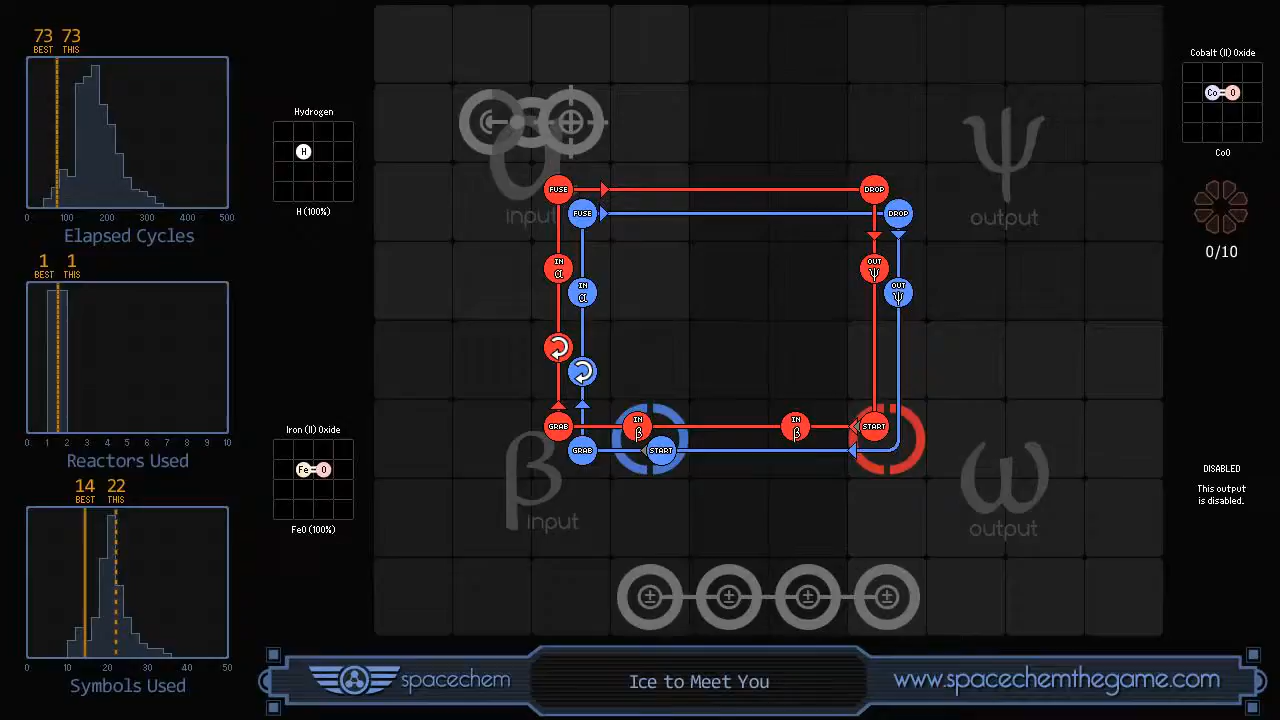 73 73
BEST THIS
0 100 200 300 400 500
Elapsed Cycles
1 1
BEST THIS
0 1 2 3 4 5 6 7 8 9 10
Reactors Used
14 22
BEST THIS
0 10 20 30 40 50
Symbols Used
Hydrogen
H
H (100%)
Iron (II) Oxide
Fe=O
FeO (100%)
α
input
ψ
output
β
input
ω
output
FUSE
DROP
FUSE
DROP
IN
α
OUT
ψ
IN
α
OUT
ψ
GRAB
IN
β
IN
β
START
GRAB
START
Cobalt (II) Oxide
Co=O
CoO
0/10
DISABLED
This output
is disabled.
spacechem
Ice to Meet You
www.spacechemthegame.com